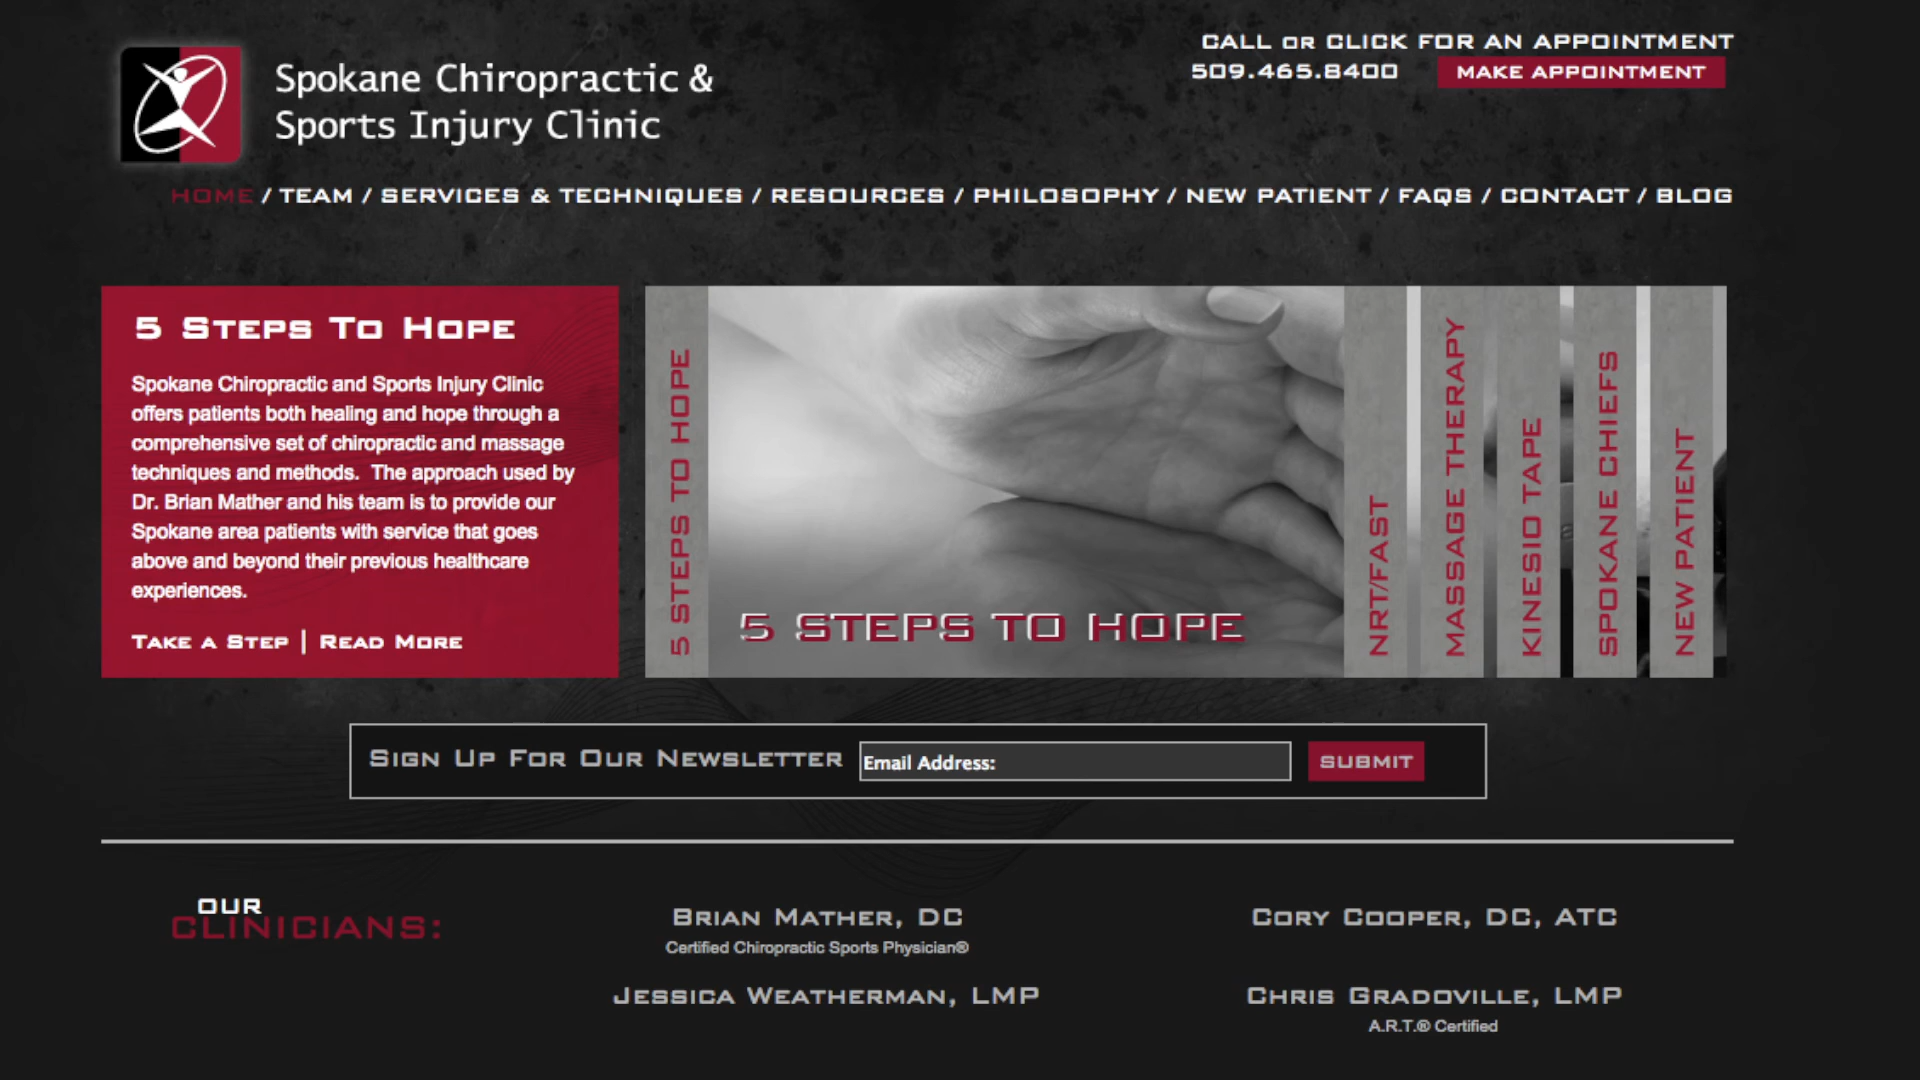 CALL OR CLICK FOR AN APPOINTMENT
509.465.8400 MAKE APPOINTMENT
Spokane Chiropractic &
Sports Injury Clinic
HOME / TEAM / SERVICES & TECHNIQUES / RESOURCES / PHILOSOPHY / NEW PATIENT / FAQS / CONTACT / BLOG
5 STEPS TO HOPE
Spokane Chiropractic and Sports Injury Clinic
offers patients both healing and hope through a
comprehensive set of chiropractic and massage
techniques and methods. The approach used by
Dr. Brian Mather and his team is to provide our
Spokane area patients with service that goes
above and beyond their previous healthcare
experiences.
TAKE A STEP | READ MORE
5 STEPS TO HOPE
5 STEPS TO HOPE
NRT/FAST
MASSAGE THERAPY
KINESIO TAPE
SPOKANE CHIEFS
NEW PATIENT
SIGN UP FOR OUR NEWSLETTER Email Address: SUBMIT
OUR
CLINICIANS:
BRIAN MATHER, DC
Certified Chiropractic Sports Physician®
CORY COOPER, DC, ATC
JESSICA WEATHERMAN, LMP
CHRIS GRADOVILLE, LMP
A.R.T.® Certified